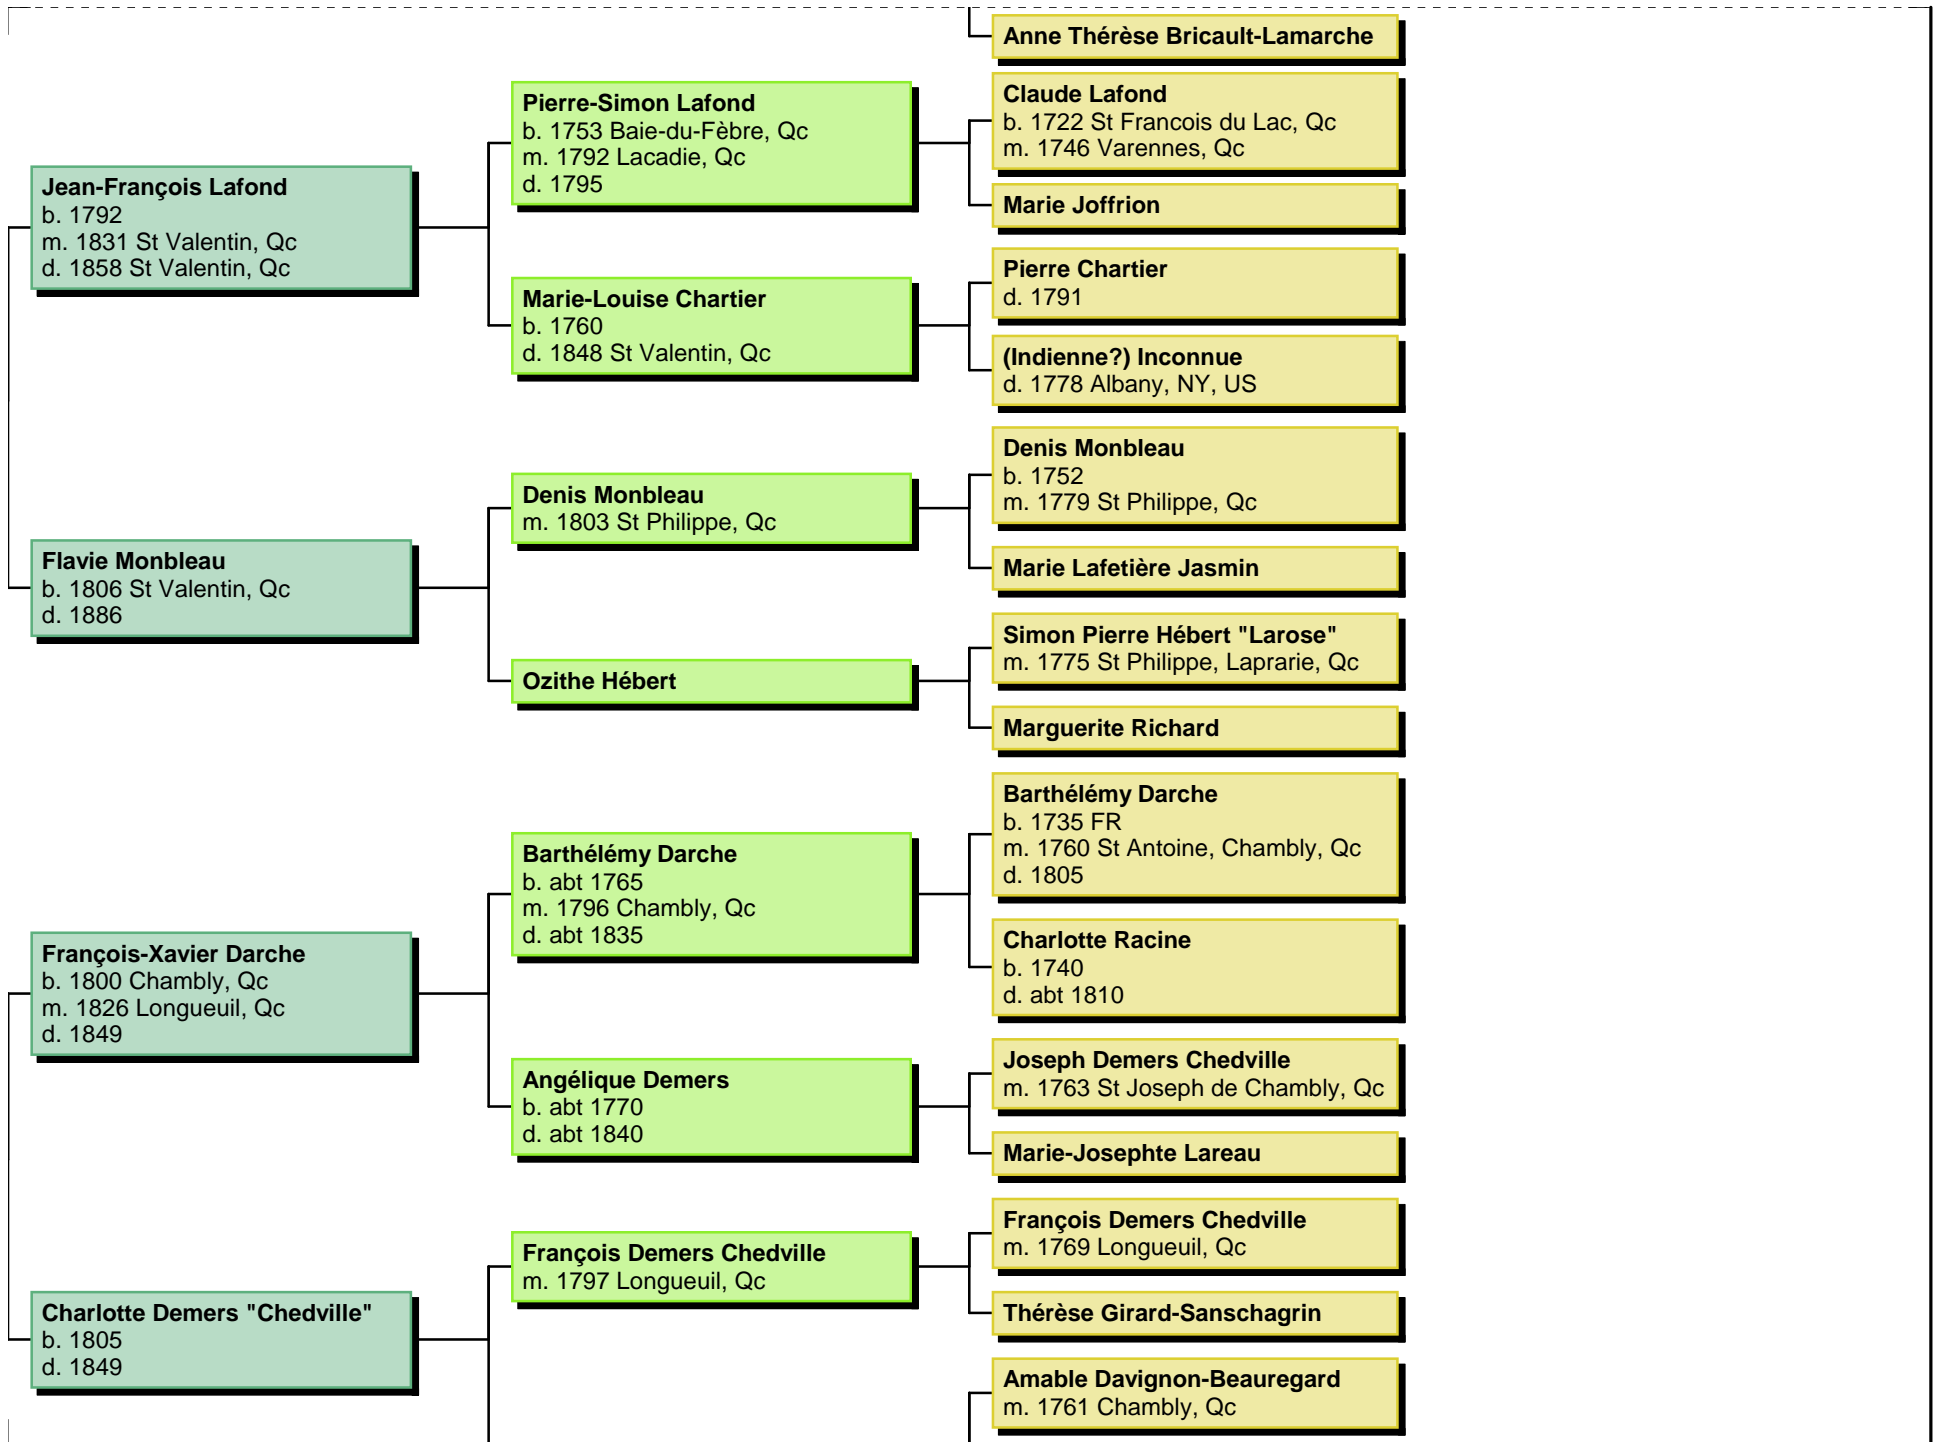 Anne Thérèse Bricault-Lamarche
Claude Lafond
b. 1722 St Francois du Lac, Qc
m. 1746 Varennes, Qc
Pierre-Simon Lafond
b. 1753 Baie-du-Fèbre, Qc
m. 1792 Lacadie, Qc
d. 1795
Marie Joffrion
Jean-François Lafond
b. 1792
m. 1831 St Valentin, Qc
d. 1858 St Valentin, Qc
Pierre Chartier
d. 1791
Marie-Louise Chartier
b. 1760
d. 1848 St Valentin, Qc
(Indienne?) Inconnue
d. 1778 Albany, NY, US
Denis Monbleau
b. 1752
m. 1779 St Philippe, Qc
Denis Monbleau
m. 1803 St Philippe, Qc
Marie Lafetière Jasmin
Flavie Monbleau
b. 1806 St Valentin, Qc
d. 1886
Simon Pierre Hébert "Larose"
m. 1775 St Philippe, Laprarie, Qc
Ozithe Hébert
Marguerite Richard
Barthélémy Darche
b. 1735 FR
m. 1760 St Antoine, Chambly, Qc
d. 1805
Barthélémy Darche
b. abt 1765
m. 1796 Chambly, Qc
d. abt 1835
Charlotte Racine
b. 1740
d. abt 1810
François-Xavier Darche
b. 1800 Chambly, Qc
m. 1826 Longueuil, Qc
d. 1849
Joseph Demers Chedville
m. 1763 St Joseph de Chambly, Qc
Angélique Demers
b. abt 1770
d. abt 1840
Marie-Josephte Lareau
François Demers Chedville
m. 1769 Longueuil, Qc
François Demers Chedville
m. 1797 Longueuil, Qc
Thérèse Girard-Sanschagrin
Charlotte Demers "Chedville"
b. 1805
d. 1849
Amable Davignon-Beauregard
m. 1761 Chambly, Qc